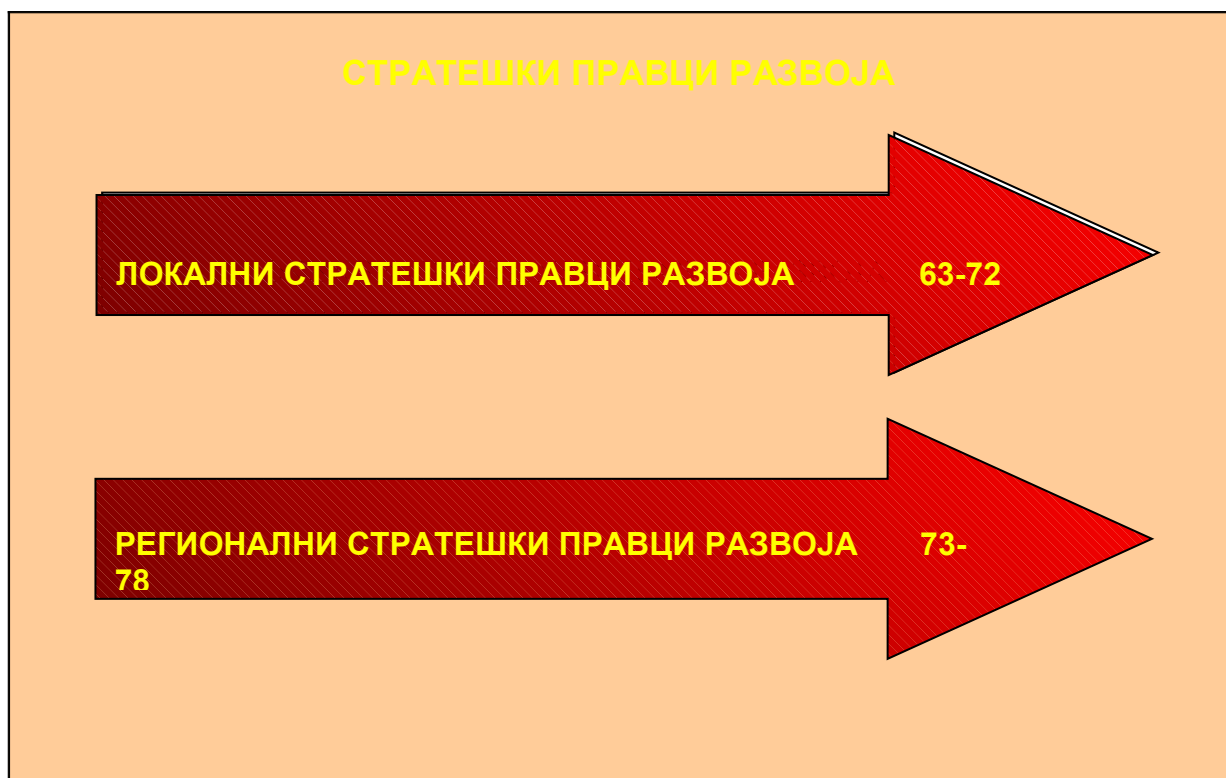 СТРАТЕШКИ ПРАВЦИ РАЗВОЈА
ЛОКАЛНИ СТРАТЕШКИ ПРАВЦИ РАЗВОЈА 63-72
РЕГИОНАЛНИ СТРАТЕШКИ ПРАВЦИ РАЗВОЈА 73-
78